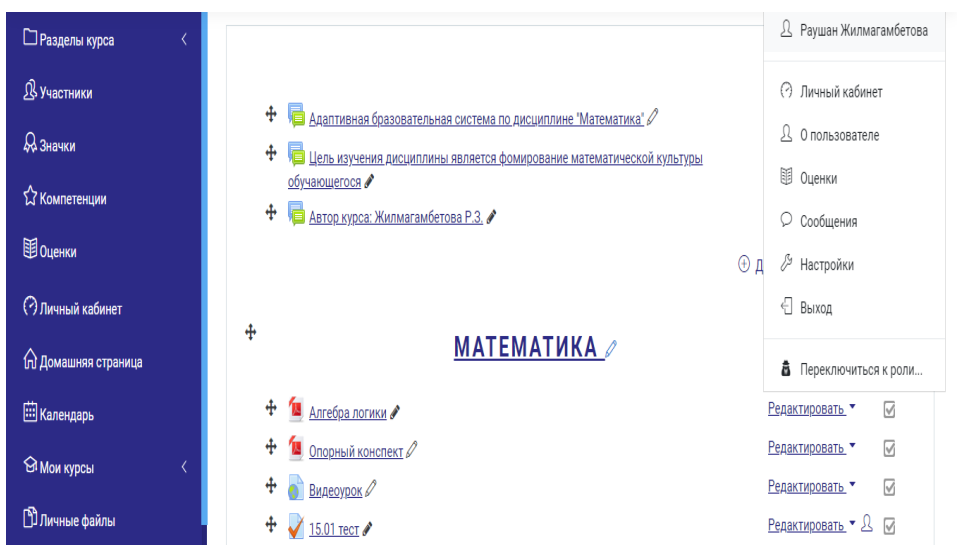 Разделы курса
Участники
Значки
Компетенции
Оценки
Личный кабинет
Домашняя страница
Календарь
Мои курсы
Личные файлы
Адаптивная бразовательная система по дисциплине "Математика"
Цель изучения дисциплины является фомирование математической культуры
обучающегося
Автор курса: Жилмагамбетова Р.З.
Д
МАТЕМАТИКА
Алгебра логики
Редактировать
Опорный конспект
Редактировать
Видеоурок
Редактировать
15.01 тест
Редактировать
Раушан Жилмагамбетова
Личный кабинет
О пользователе
Оценки
Сообщения
Настройки
Выход
Переключиться к роли...